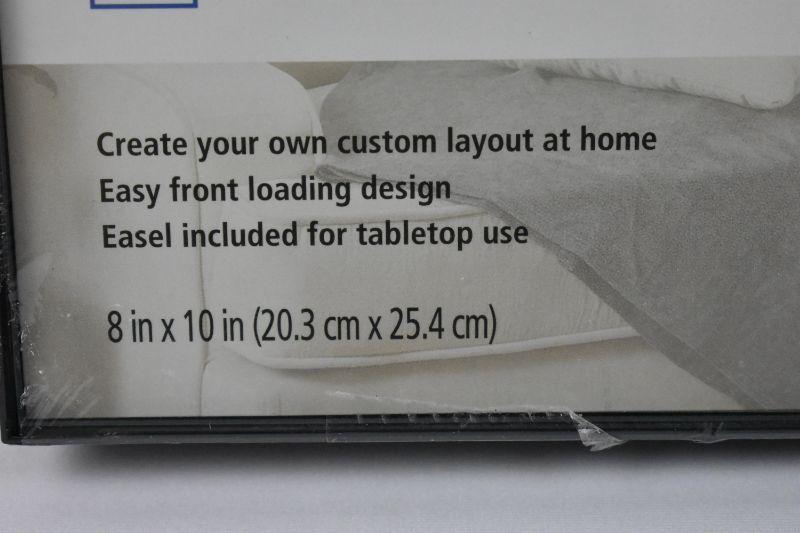 Create your own custom layout at home
Easy front loading design
Easel included for tabletop use
8 in x 10 in (20.3 cm x 25.4 cm)